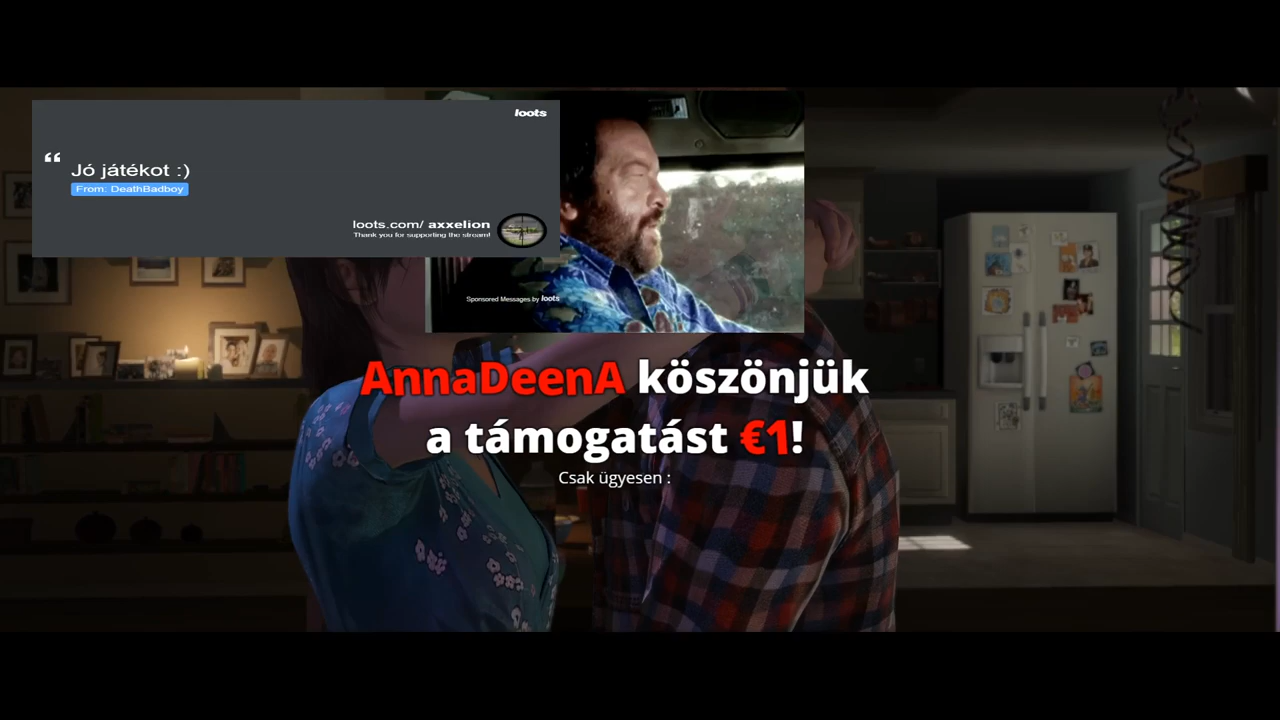 loots
“
Jó játékot :)
From: DeathBadboy
loots.com/ axxelion
Thank you for supporting the stream!
Sponsored Messages by loots
AnnaDeenA köszönjük
a támogatást €1!
Csak ügyesen :